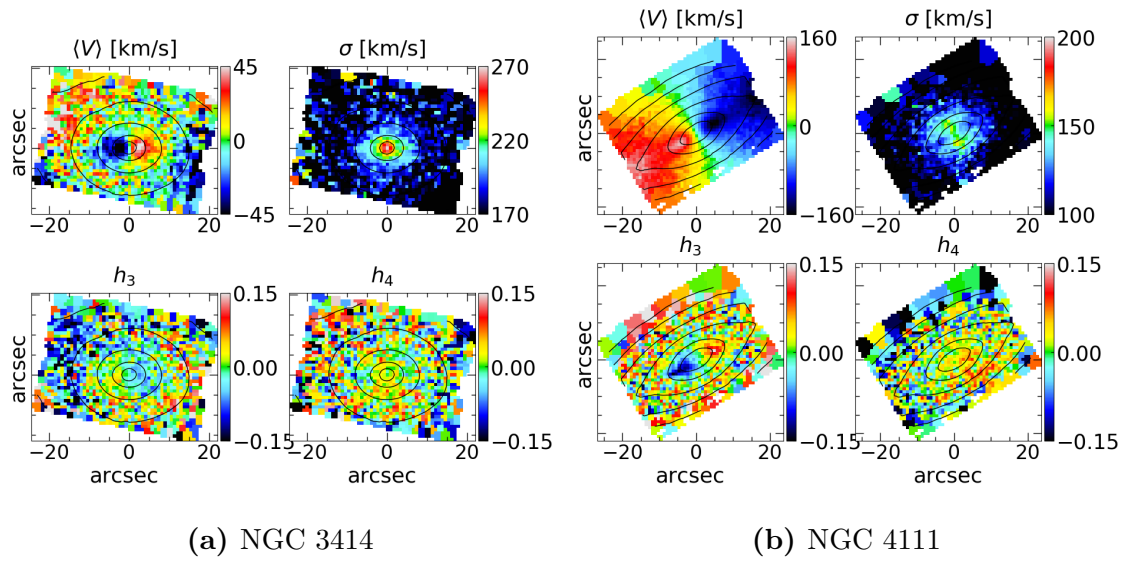 ⟨V⟩ [km/s]
σ [km/s]
⟨V⟩ [km/s]
σ [km/s]
arcsec
45
0
−45
270
220
170
arcsec
160
0
−160
200
150
100
−20 0 20
−20 0 20
−20 0 20
−20 0 20
h3
h4
h3
h4
arcsec
0.15
0.00
−0.15
0.15
0.00
−0.15
arcsec
0.15
0.00
−0.15
0.15
0.00
−0.15
−20 0 20
−20 0 20
−20 0 20
−20 0 20
arcsec
arcsec
arcsec
arcsec
(a) NGC 3414
(b) NGC 4111